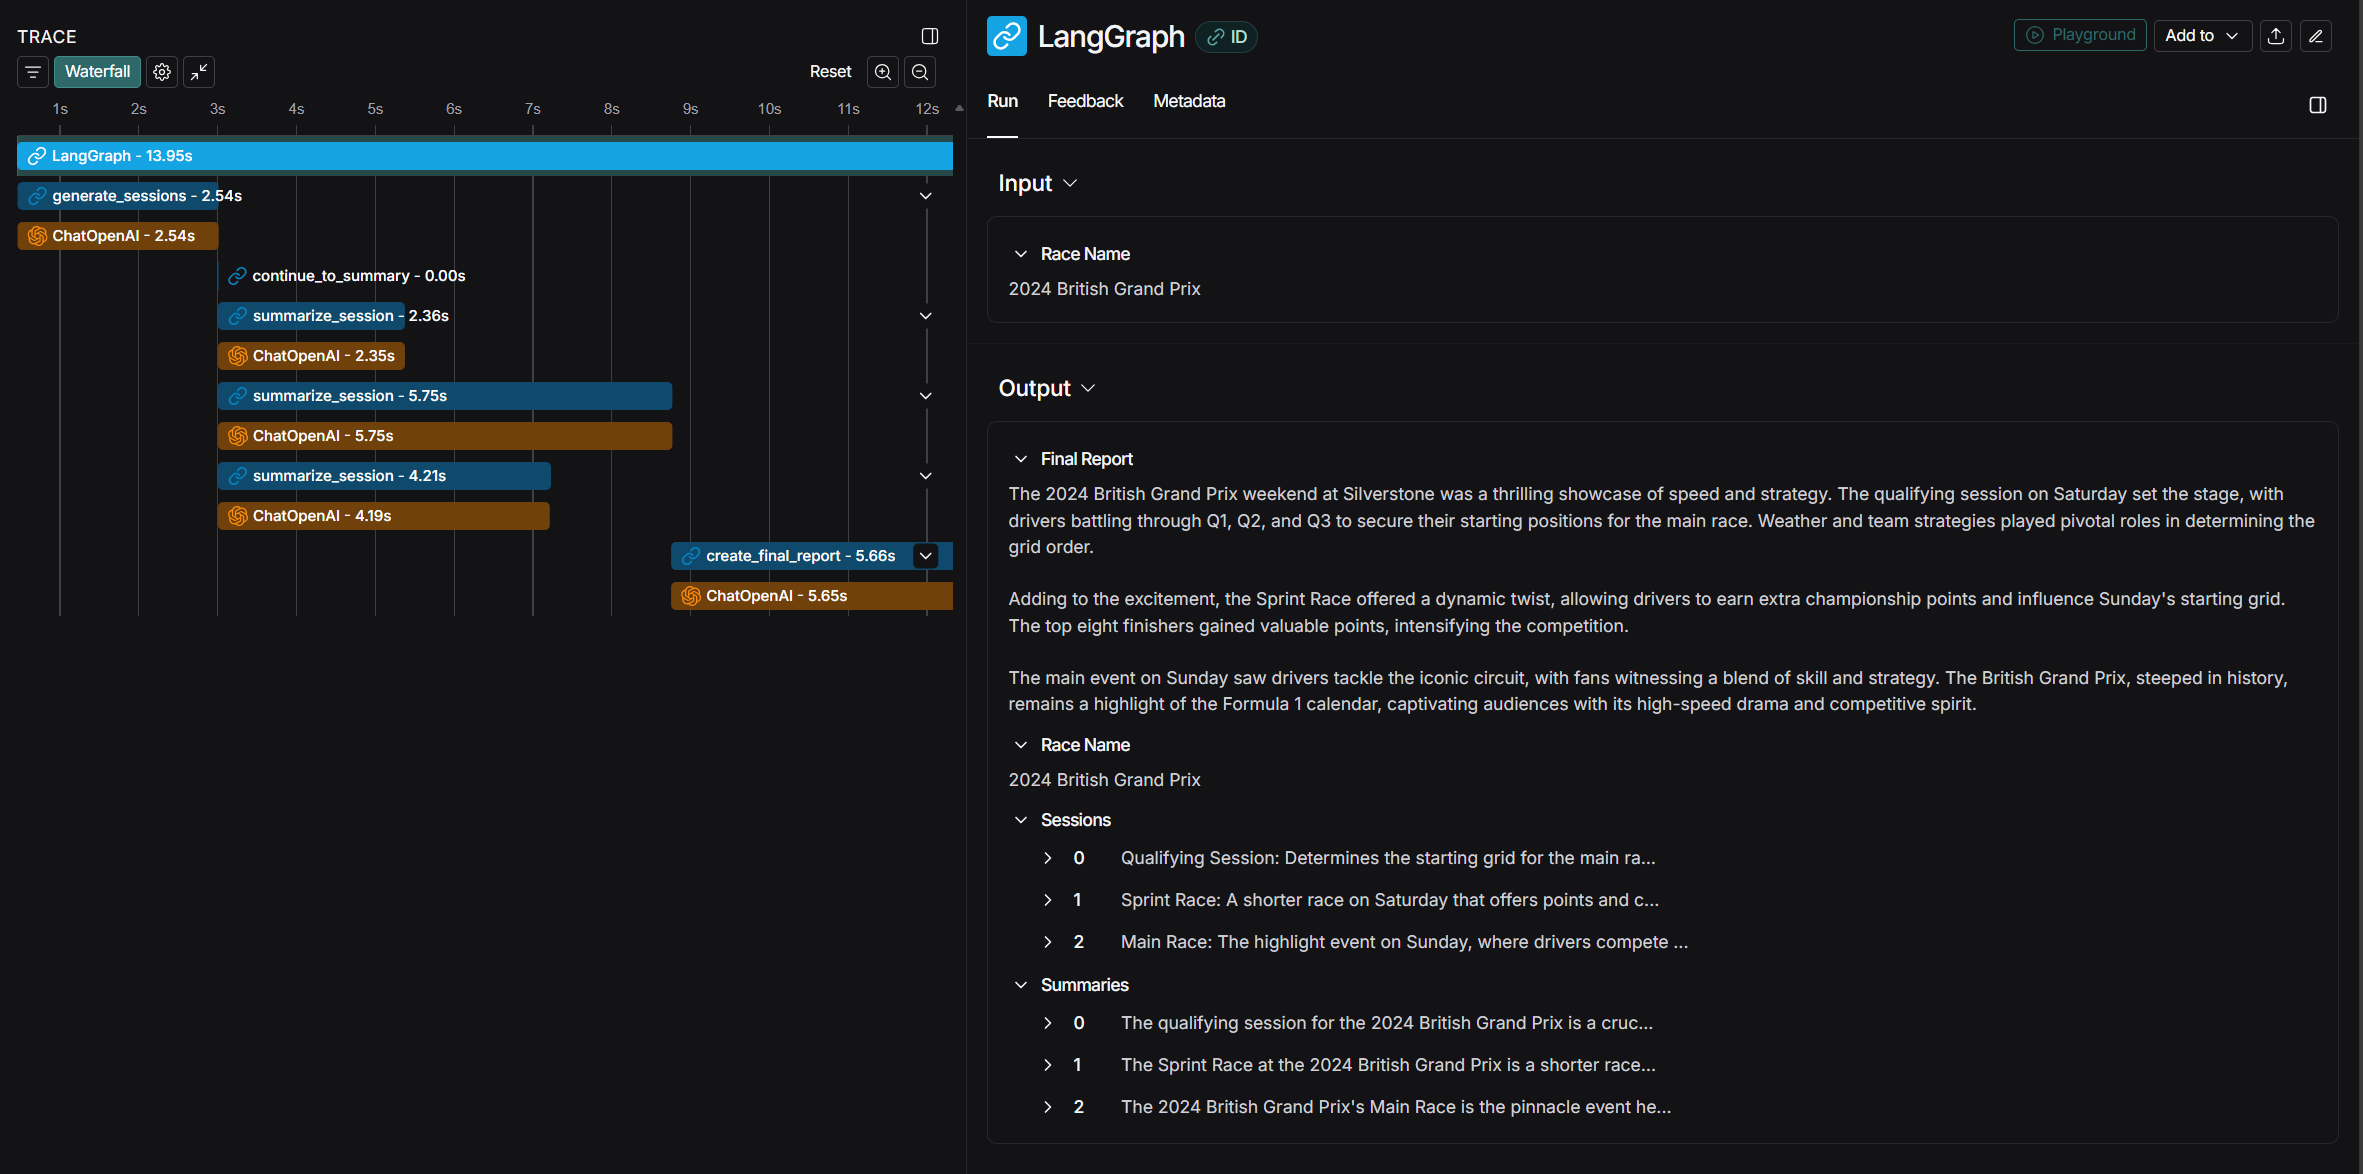 TRACE
Waterfall
Reset
1s 2s 3s 4s 5s 6s 7s 8s 9s 10s 11s 12s
LangGraph - 13.95s
generate_sessions - 2.54s
ChatOpenAI - 2.54s
continue_to_summary - 0.00s
summarize_session - 2.36s
ChatOpenAI - 2.35s
summarize_session - 5.75s
ChatOpenAI - 5.75s
summarize_session - 4.21s
ChatOpenAI - 4.19s
create_final_report - 5.66s
ChatOpenAI - 5.65s
LangGraph
ID
Playground
Add to
Run Feedback Metadata
Input
Race Name
2024 British Grand Prix
Output
Final Report
The 2024 British Grand Prix weekend at Silverstone was a thrilling showcase of speed and strategy. The qualifying session on Saturday set the stage, with
drivers battling through Q1, Q2, and Q3 to secure their starting positions for the main race. Weather and team strategies played pivotal roles in determining the
grid order.
Adding to the excitement, the Sprint Race offered a dynamic twist, allowing drivers to earn extra championship points and influence Sunday's starting grid.
The top eight finishers gained valuable points, intensifying the competition.
The main event on Sunday saw drivers tackle the iconic circuit, with fans witnessing a blend of skill and strategy. The British Grand Prix, steeped in history,
remains a highlight of the Formula 1 calendar, captivating audiences with its high-speed drama and competitive spirit.
Race Name
2024 British Grand Prix
Sessions
0 Qualifying Session: Determines the starting grid for the main ra...
1 Sprint Race: A shorter race on Saturday that offers points and c...
2 Main Race: The highlight event on Sunday, where drivers compete ...
Summaries
0 The qualifying session for the 2024 British Grand Prix is a cruc...
1 The Sprint Race at the 2024 British Grand Prix is a shorter race...
2 The 2024 British Grand Prix's Main Race is the pinnacle event he...